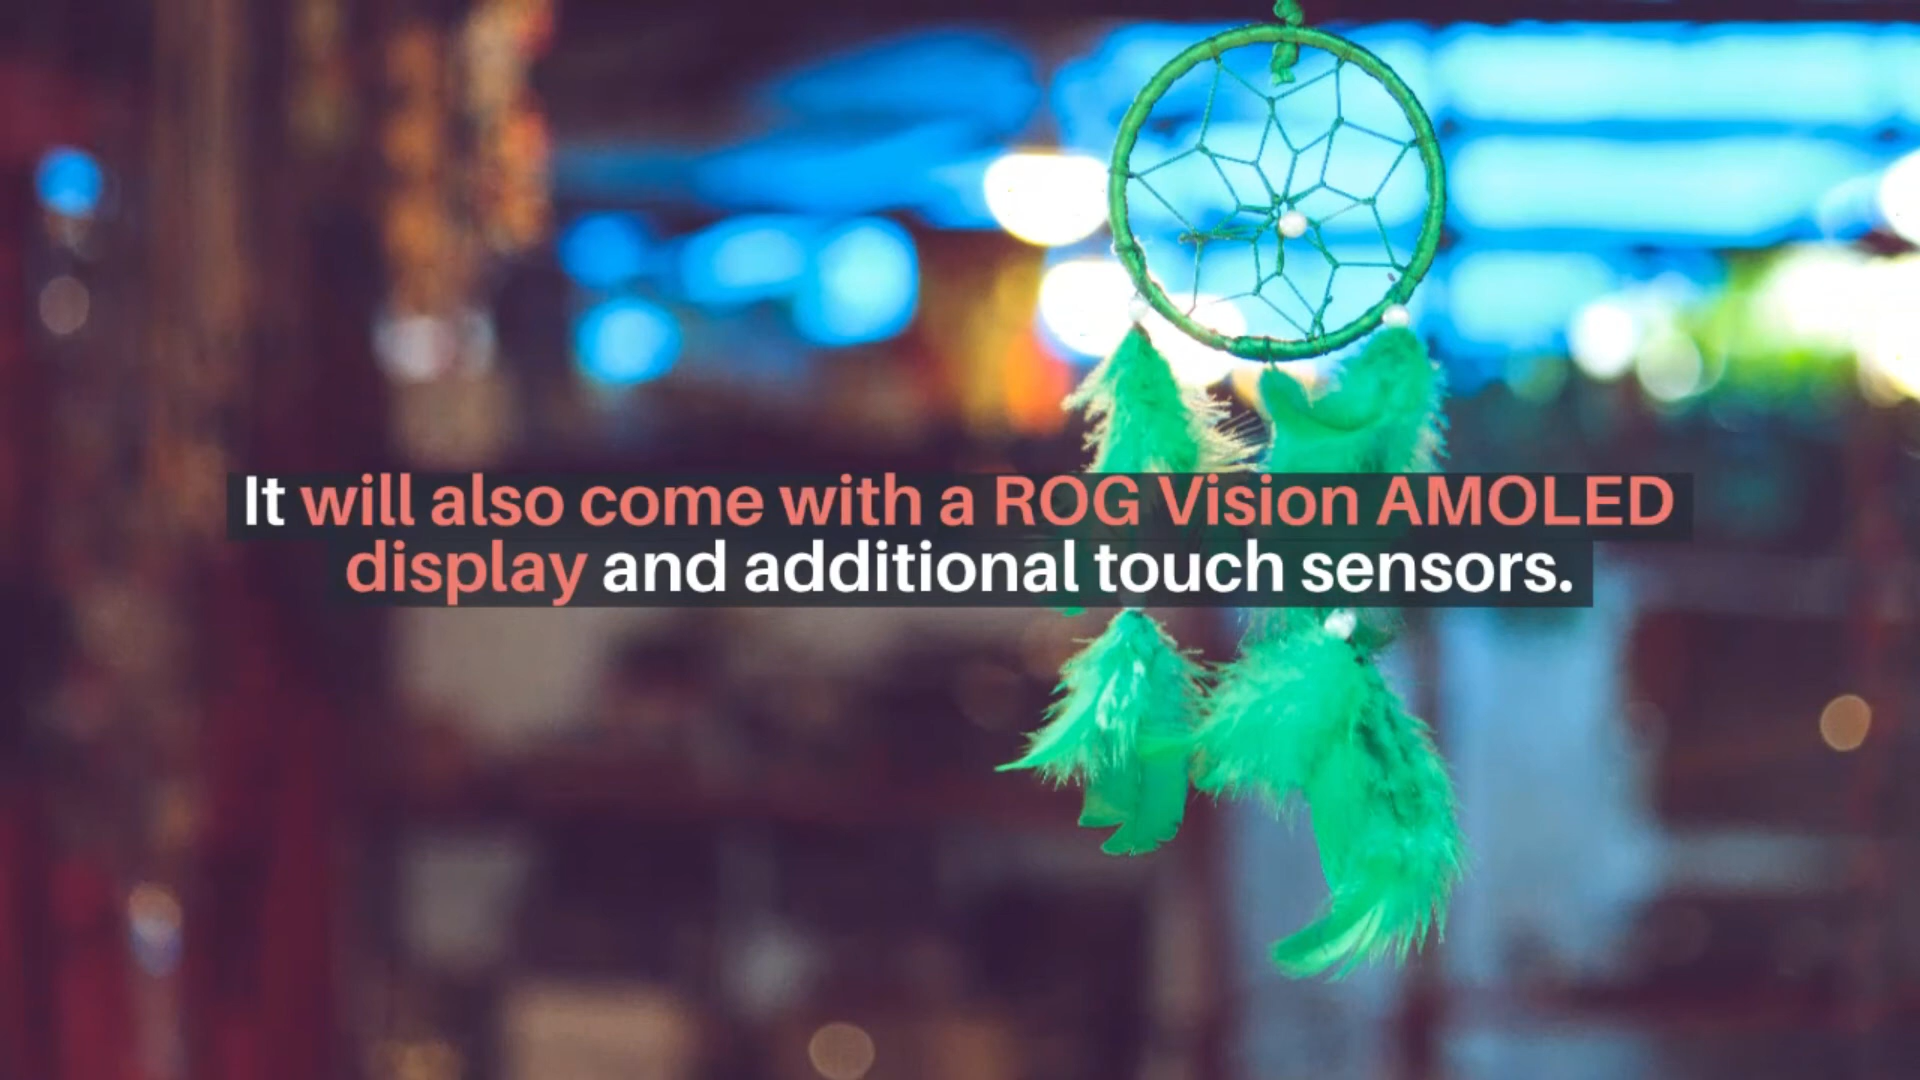 It will also come with a ROG Vision AMOLED
display and additional touch sensors.